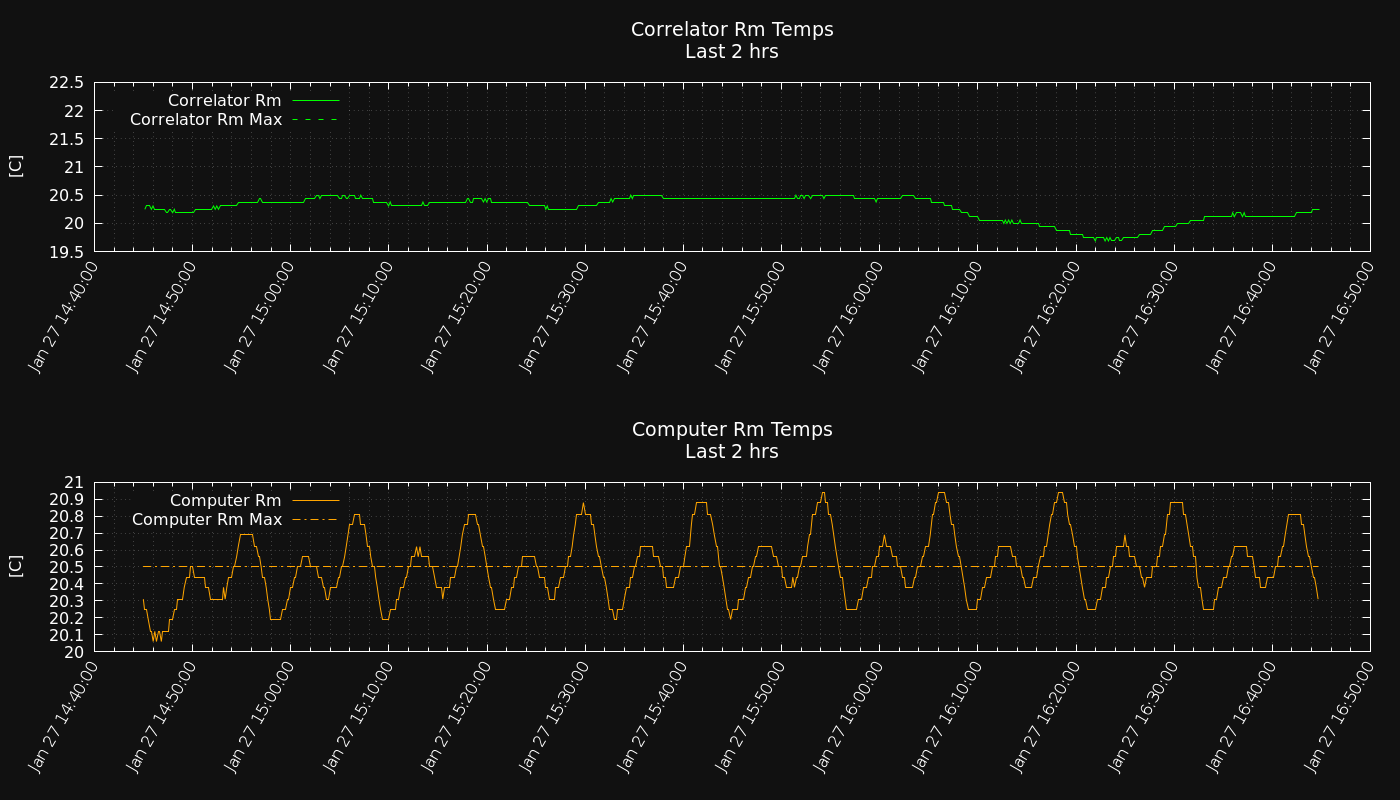 Correlator Rm Temps
Last 2 hrs
22.5
22
21.5
21
20.5
20
19.5
[C]
Correlator Rm
Correlator Rm Max
Jan 27 14:40:00
Jan 27 14:50:00
Jan 27 15:00:00
Jan 27 15:10:00
Jan 27 15:20:00
Jan 27 15:30:00
Jan 27 15:40:00
Jan 27 15:50:00
Jan 27 16:00:00
Jan 27 16:10:00
Jan 27 16:20:00
Jan 27 16:30:00
Jan 27 16:40:00
Jan 27 16:50:00
Computer Rm Temps
Last 2 hrs
21
20.9
20.8
20.7
20.6
20.5
20.4
20.3
20.2
20.1
20
[C]
Computer Rm
Computer Rm Max
Jan 27 14:40:00
Jan 27 14:50:00
Jan 27 15:00:00
Jan 27 15:10:00
Jan 27 15:20:00
Jan 27 15:30:00
Jan 27 15:40:00
Jan 27 15:50:00
Jan 27 16:00:00
Jan 27 16:10:00
Jan 27 16:20:00
Jan 27 16:30:00
Jan 27 16:40:00
Jan 27 16:50:00